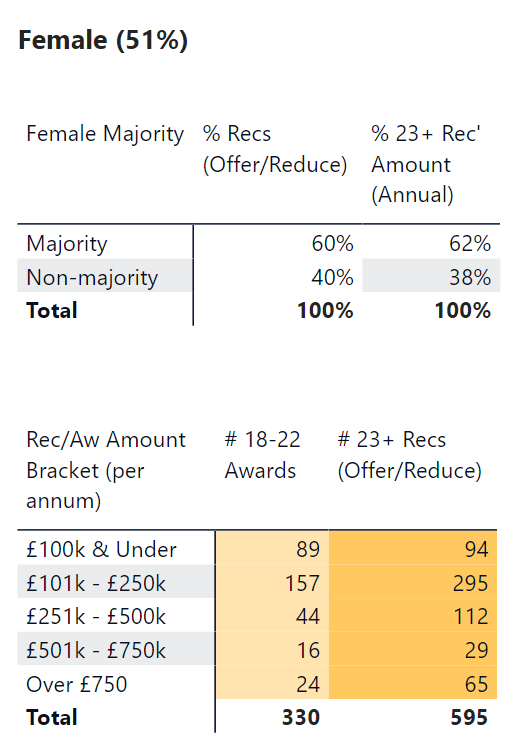 Female (51%)
Female Majority % Recs (Offer/Reduce) % 23+ Rec' Amount (Annual)
Majority 60% 62%
Non-majority 40% 38%
Total 100% 100%
Rec/Aw Amount Bracket (per annum) # 18-22 Awards # 23+ Recs (Offer/Reduce)
£100k & Under 89 94
£101k - £250k 157 295
£251k - £500k 44 112
£501k - £750k 16 29
Over £750 24 65
Total 330 595